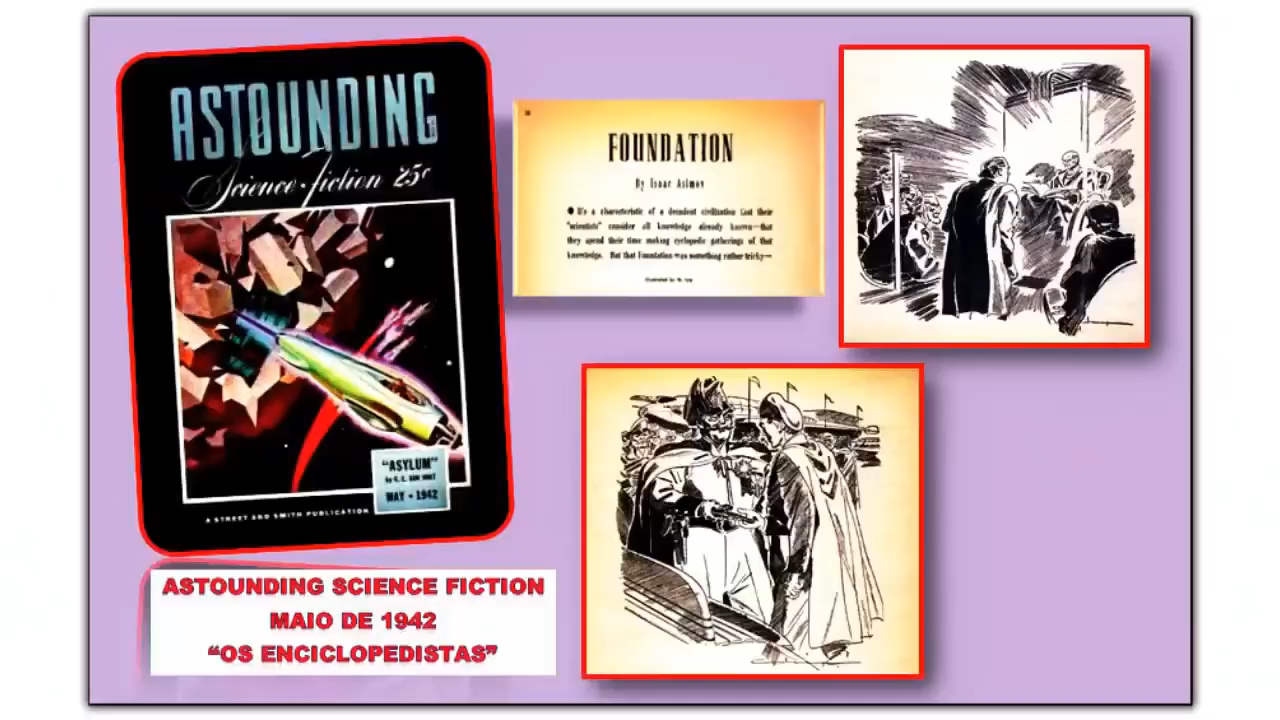 ASTOUNDING
Science-fiction 25¢
"ASYLUM"
MAY • 1942
A STREET AND SMITH PUBLICATION
FOUNDATION
By Isaac Asimov
● It's a characteristic of a decadent civilization that their
"scientists" consider all knowledge already known—that
they spend their time making cyclopedic gatherings of that
knowledge. But that Foundation was something rather tricky—
Illustrated by
ASTOUNDING SCIENCE FICTION
MAIO DE 1942
“OS ENCICLOPEDISTAS”